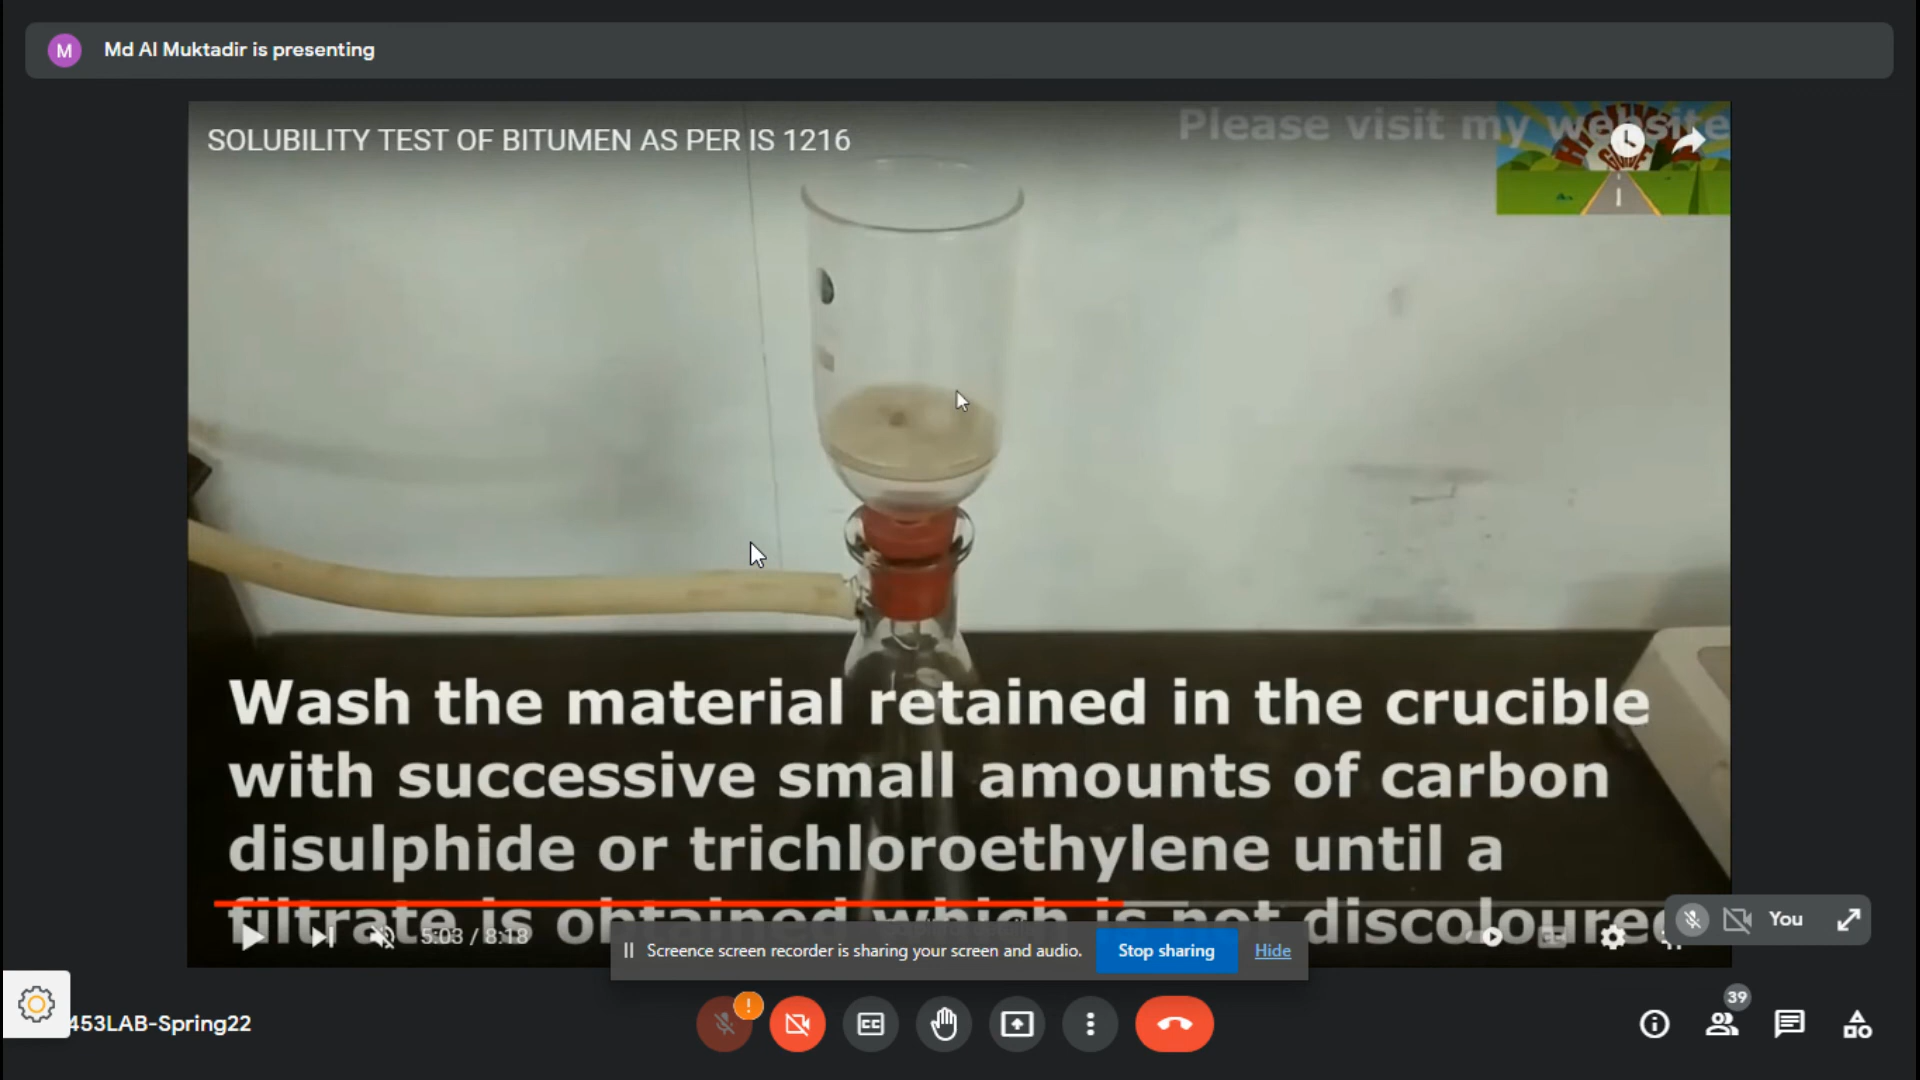 M
Md Al Muktadir is presenting
Please visit my website
SOLUBILITY TEST OF BITUMEN AS PER IS 1216
Wash the material retained in the crucible
with successive small amounts of carbon
disulphide or trichloroethylene until a
filtrate is obtained which is not discoloured
5:03 / 8:18
You
Screence screen recorder is sharing your screen and audio.
Stop sharing
Hide
453LAB-Spring22
!
CC
39